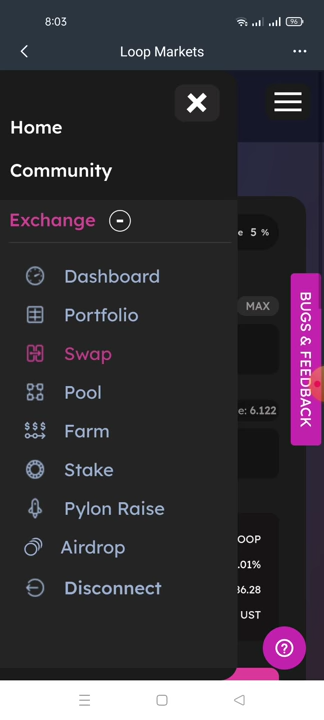 8:03
96
Loop Markets
Home
Community
Exchange
e 5 %
Dashboard
Portfolio
MAX
Swap
BUGS & FEEDBACK
Pool
e: 6.122
Farm
$$$
Stake
Pylon Raise
OOP
Airdrop
.01%
Disconnect
36.28
UST
?